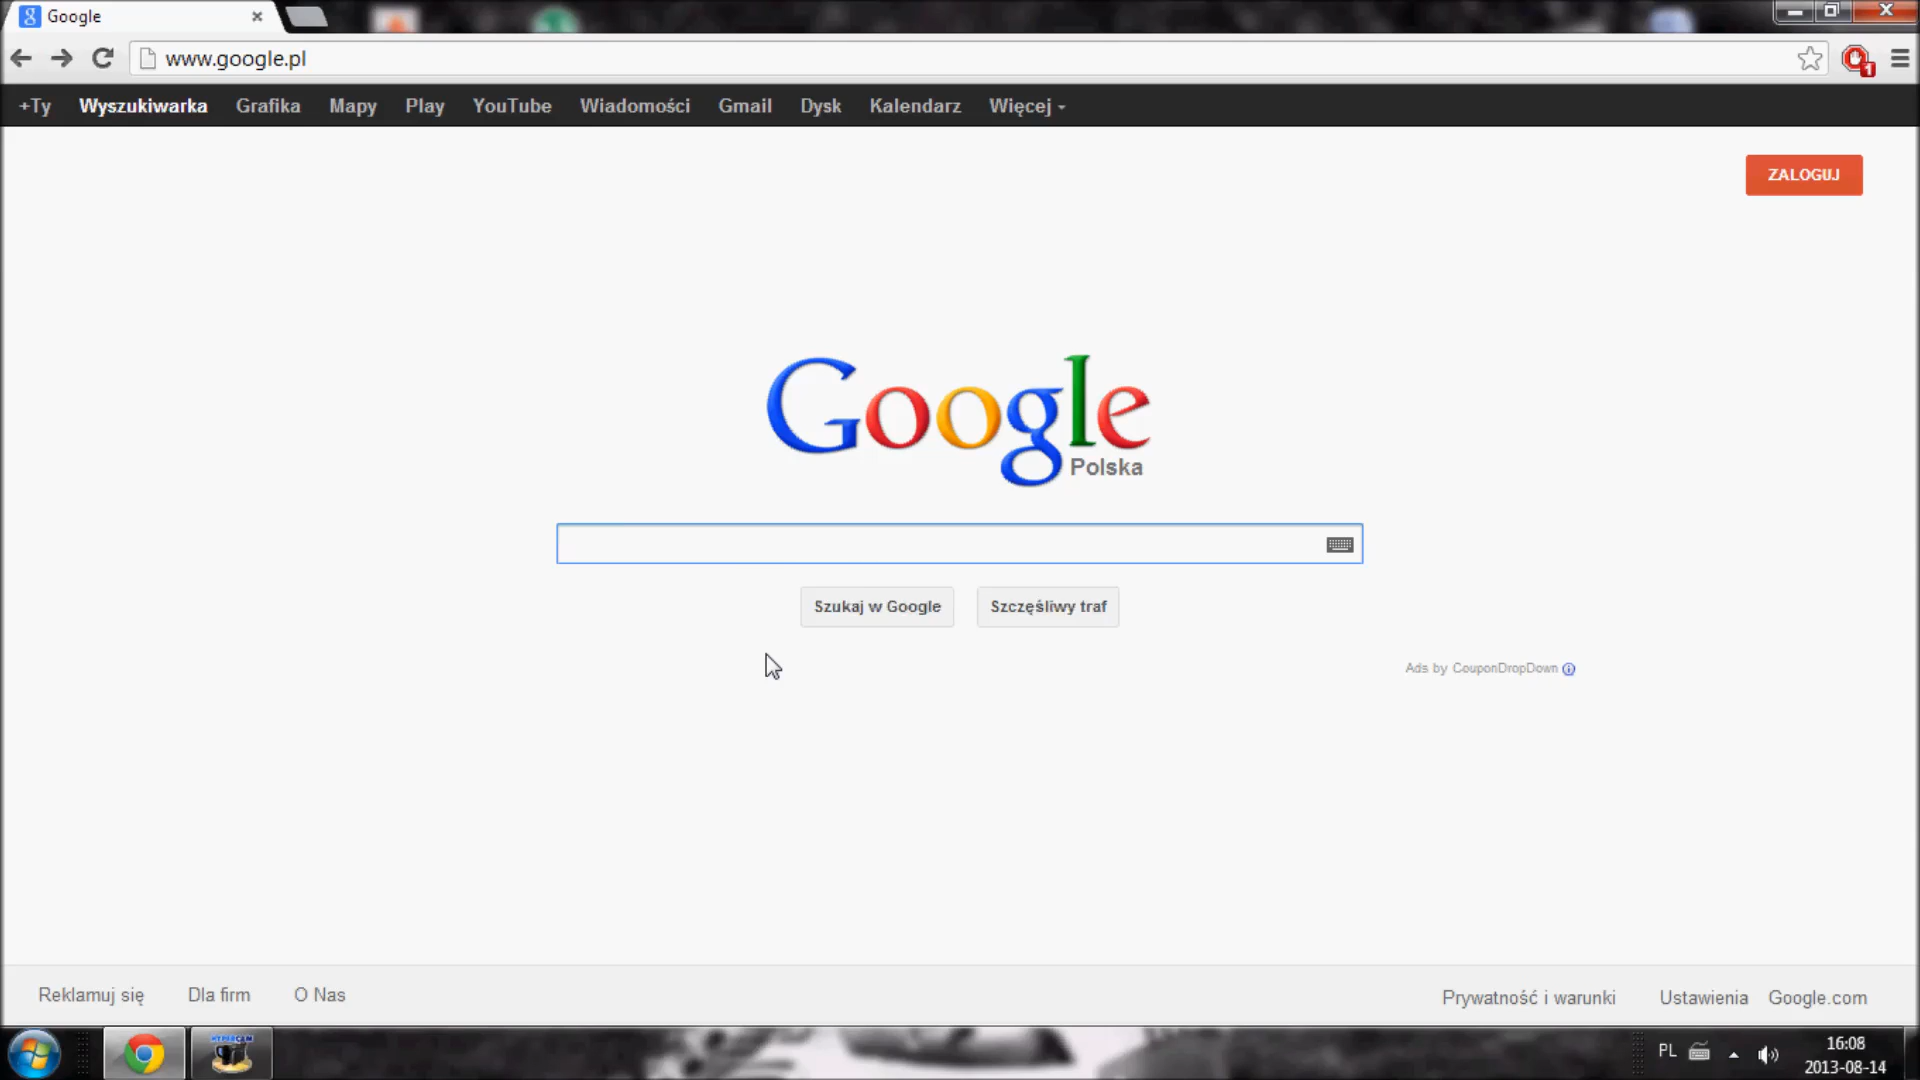 Google
www.google.pl
+Ty Wyszukiwarka Grafika Mapy Play YouTube Wiadomości Gmail Dysk Kalendarz Więcej
ZALOGUJ
Google
Polska
Szukaj w Google Szczęśliwy traf
Ads by CouponDropDown
Reklamuj się Dla firm O Nas Prywatność i warunki Ustawienia Google.com
HYPERCAM
PL 16:08
2013-08-14